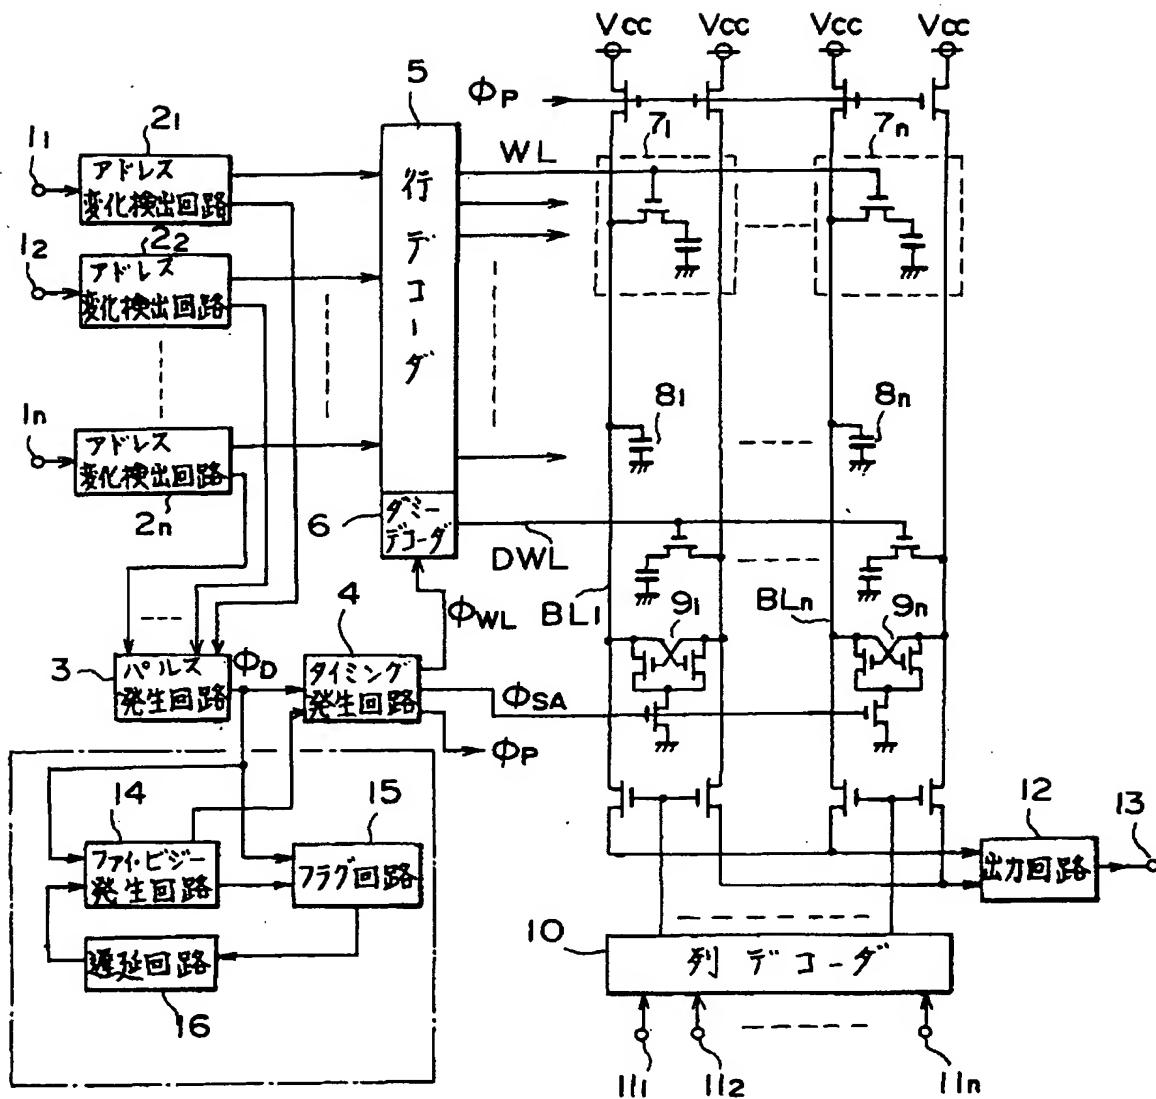 Vcc Vcc Vcc Vcc
5
ΦP
1₁
2₁
アドレス
変化検出回路
WL
7₁
7n
行デコーダ
1₂
2₂
アドレス
変化検出回路
1n
アドレス
変化検出回路
2n
8₁
8n
6
ダミー
デコーダ
DWL
BL₁
BLn
9₁
9n
ΦWL
3
パルス
発生回路
ΦD
4
タイミング
発生回路
ΦSA
ΦP
14
ファイ・ビジー
発生回路
15
フラグ回路
遅延回路
16
12
出力回路
13
10
列デコーダ
11₁
11₂
11n